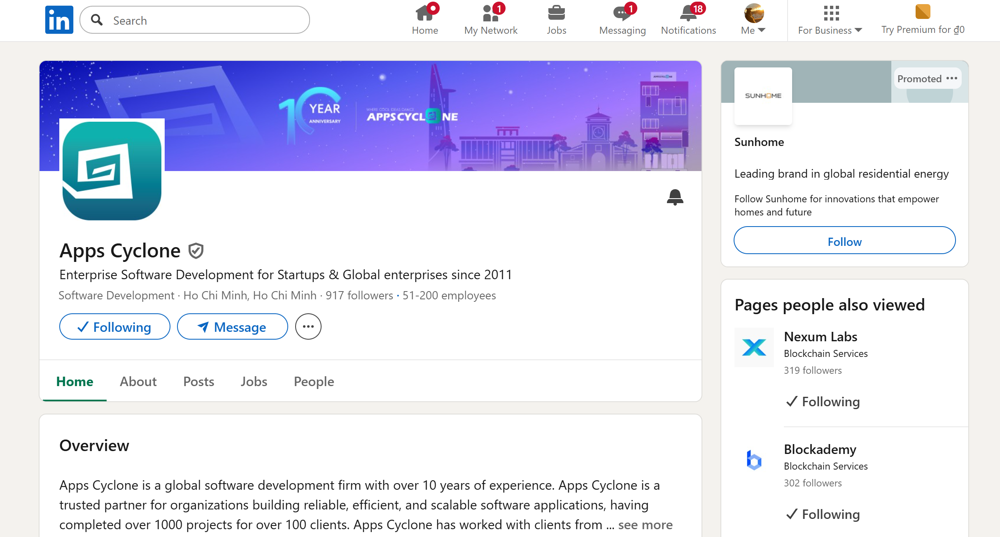 in
Search
Home
1
My Network
Jobs
1
Messaging
18
Notifications
Me
For Business
Try Premium for ₫0
10 YEAR
ANNIVERSARY
WHERE COOL IDEAS DANCE
APPSCYCLONE
APPSCYCLONE
Apps Cyclone
Enterprise Software Development for Startups & Global enterprises since 2011
Software Development · Ho Chi Minh, Ho Chi Minh · 917 followers · 51-200 employees
Following
Message
Home
About
Posts
Jobs
People
Overview
Apps Cyclone is a global software development firm with over 10 years of experience. Apps Cyclone is a
trusted partner for organizations building reliable, efficient, and scalable software applications, having
completed over 1000 projects for over 100 clients. Apps Cyclone has worked with clients from ... see more
Promoted
SUNHOME
Sunhome
Leading brand in global residential energy
Follow Sunhome for innovations that empower
homes and future
Follow
Pages people also viewed
Nexum Labs
Blockchain Services
319 followers
Following
Blockademy
Blockchain Services
302 followers
Following